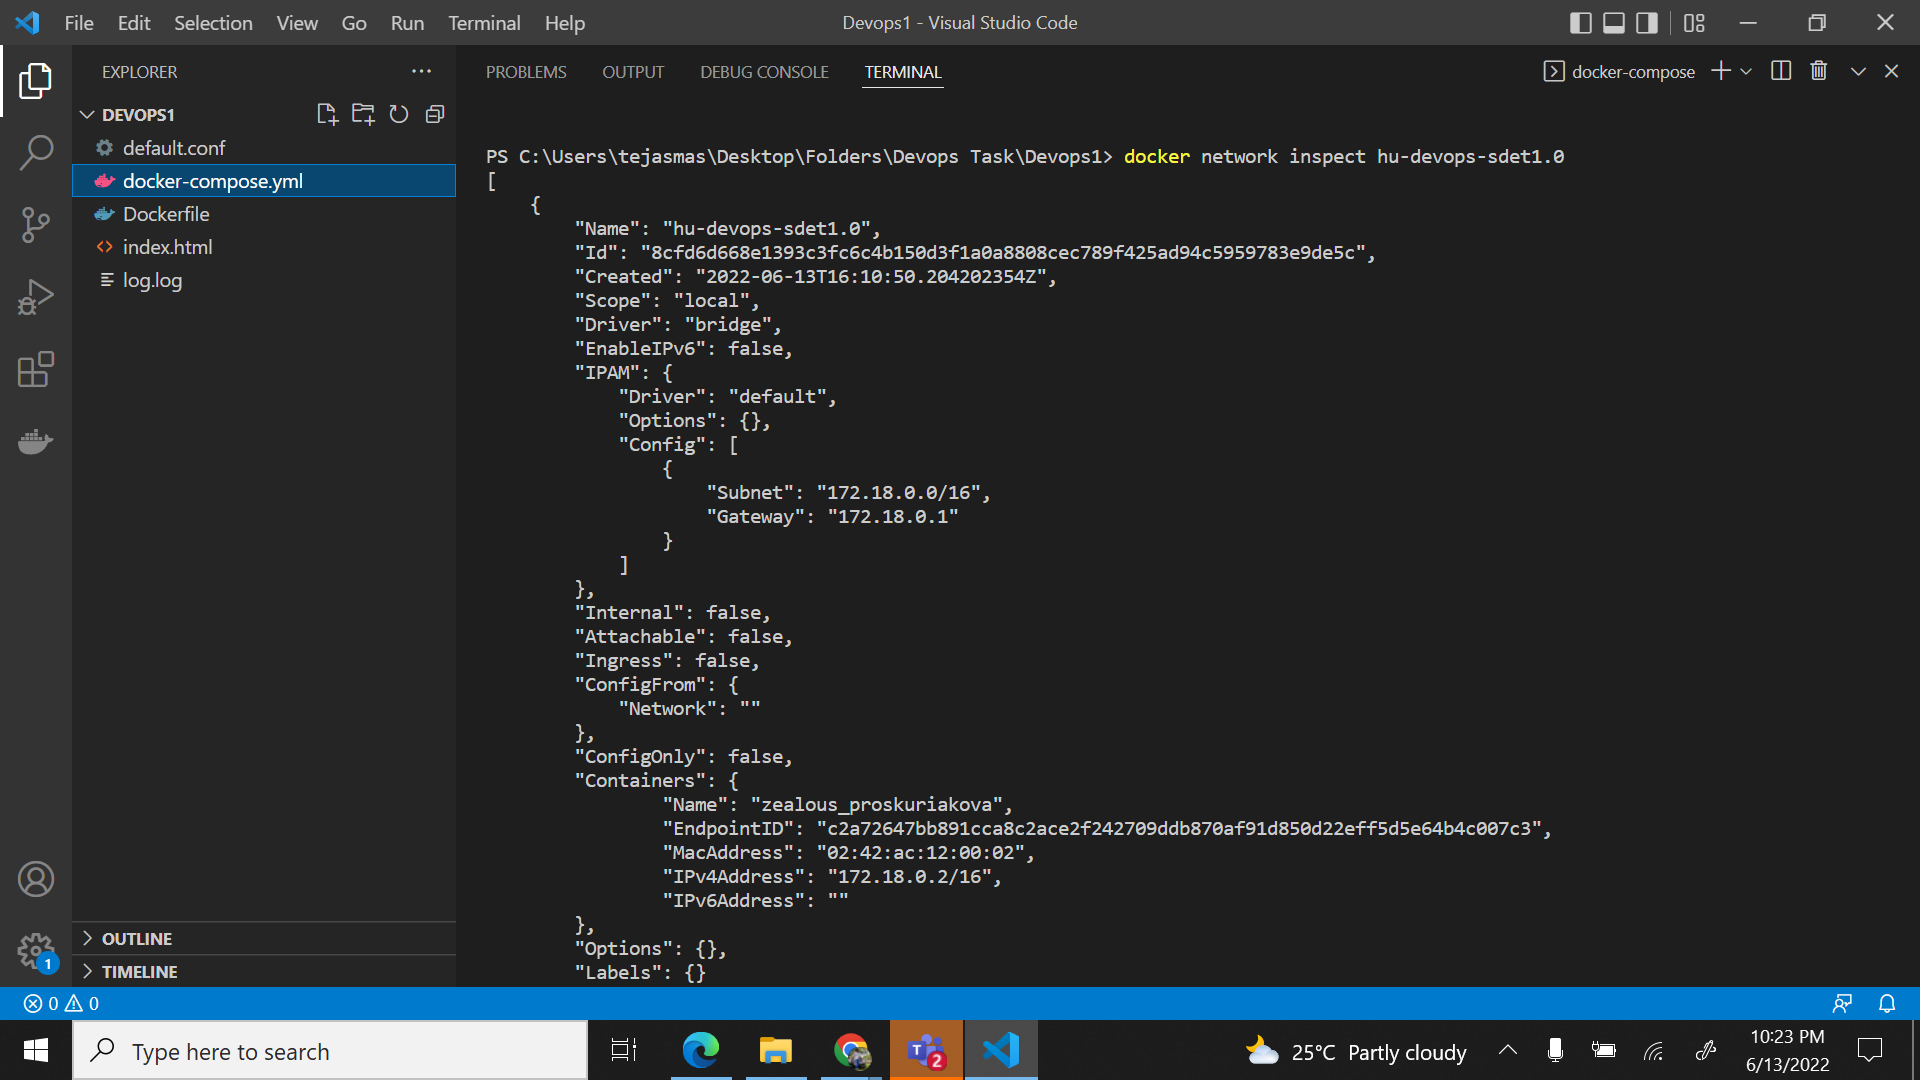 File Edit Selection View Go Run Terminal Help
Devops1 - Visual Studio Code
EXPLORER
DEVOPS1
default.conf
docker-compose.yml
Dockerfile
index.html
log.log
OUTLINE
TIMELINE
1
PROBLEMS OUTPUT DEBUG CONSOLE TERMINAL
docker-compose
PS C:\Users\tejasmas\Desktop\Folders\Devops Task\Devops1> docker network inspect hu-devops-sdet1.0
[
    {
        "Name": "hu-devops-sdet1.0",
        "Id": "8cfd6d668e1393c3fc6c4b150d3f1a0a8808cec789f425ad94c5959783e9de5c",
        "Created": "2022-06-13T16:10:50.204202354Z",
        "Scope": "local",
        "Driver": "bridge",
        "EnableIPv6": false,
        "IPAM": {
            "Driver": "default",
            "Options": {},
            "Config": [
                {
                    "Subnet": "172.18.0.0/16",
                    "Gateway": "172.18.0.1"
                }
            ]
        },
        "Internal": false,
        "Attachable": false,
        "Ingress": false,
        "ConfigFrom": {
            "Network": ""
        },
        "ConfigOnly": false,
        "Containers": {
                "Name": "zealous_proskuriakova",
                "EndpointID": "c2a72647bb891cca8c2ace2f242709ddb870af91d850d22eff5d5e64b4c007c3",
                "MacAddress": "02:42:ac:12:00:02",
                "IPv4Address": "172.18.0.2/16",
                "IPv6Address": ""
        },
        "Options": {},
        "Labels": {}
0 0
Type here to search
T 2
25°C Partly cloudy
10:23 PM
6/13/2022